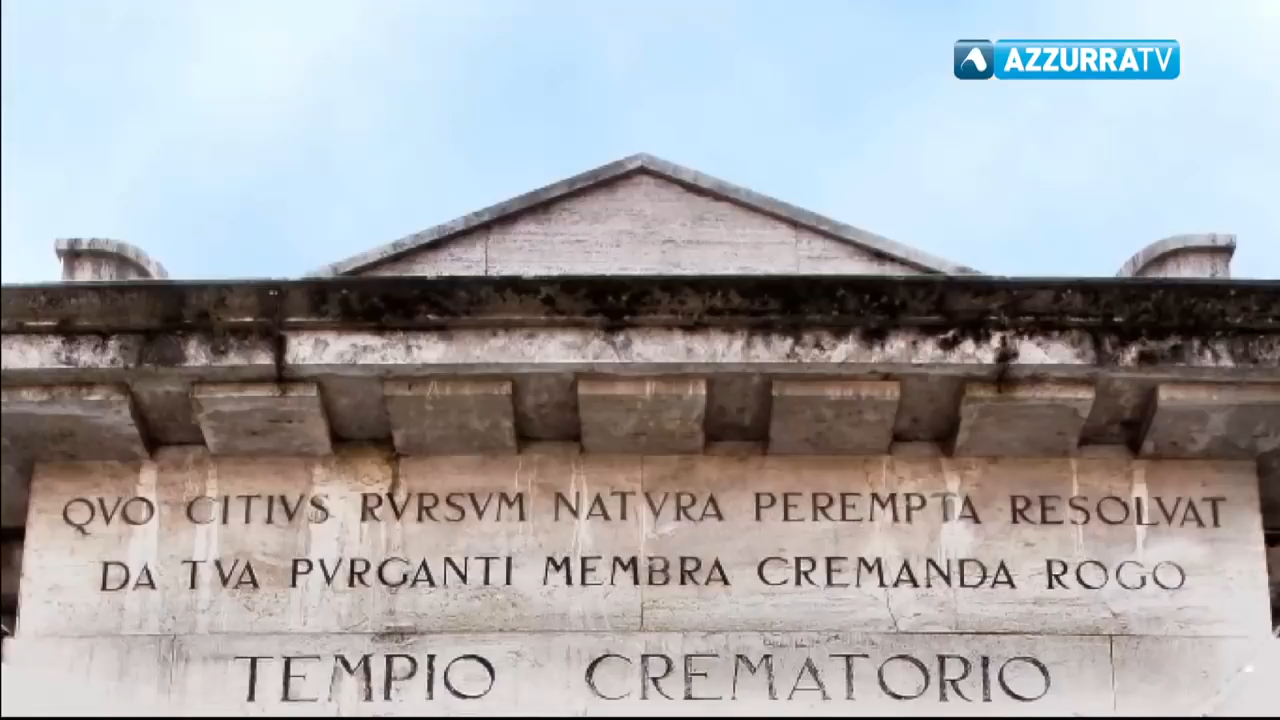 AZZURRATV
QVO CITIVS RVRSVM NATVRA PEREMPTA RESOLVAT
DA TVA PVRGANTI MEMBRA CREMANDA ROGO
TEMPIO CREMATORIO